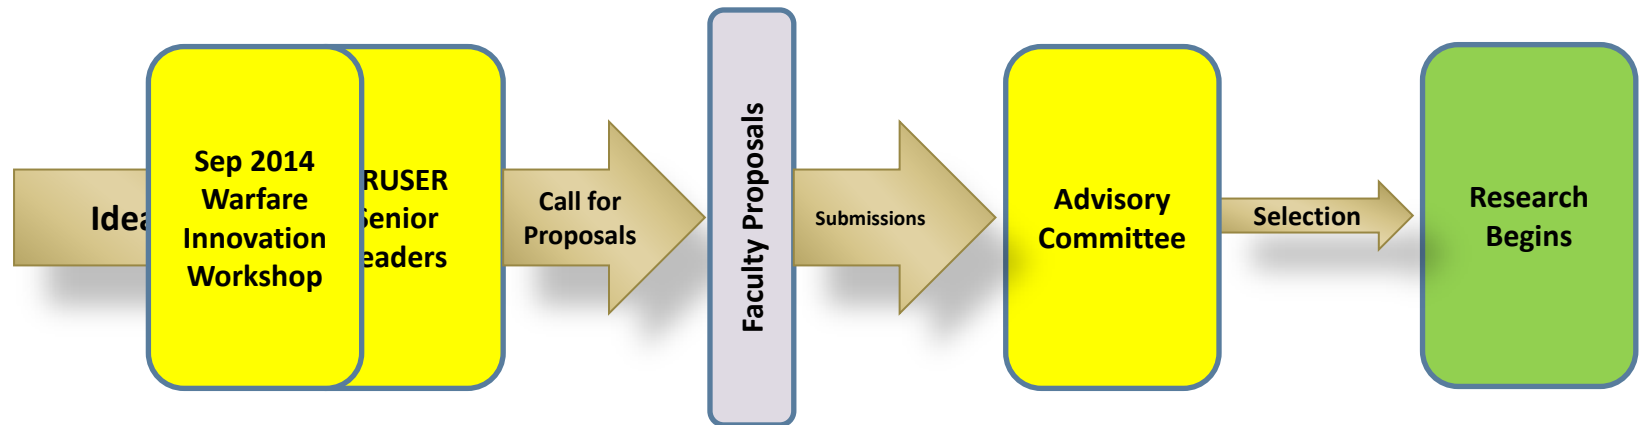 Idea
Sep 2014
Warfare
Innovation
Workshop
RUSER
Senior
eaders
Call for
Proposals
Faculty Proposals
Submissions
Advisory
Committee
Selection
Research
Begins